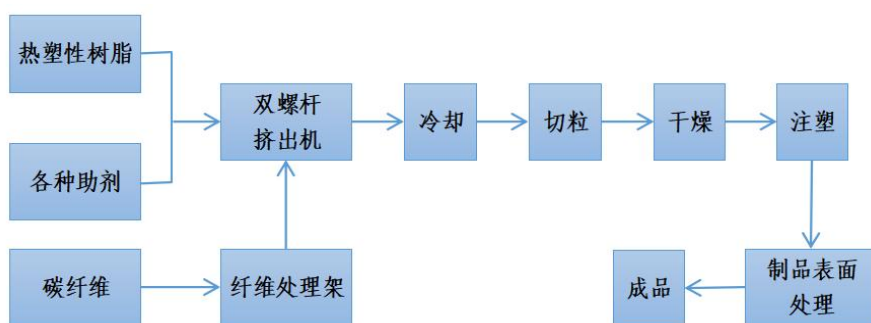 热塑性树脂
各种助剂
碳纤维
纤维处理架
双螺杆
挤出机
冷却
切粒
干燥
注塑
制品表面
处理
成品